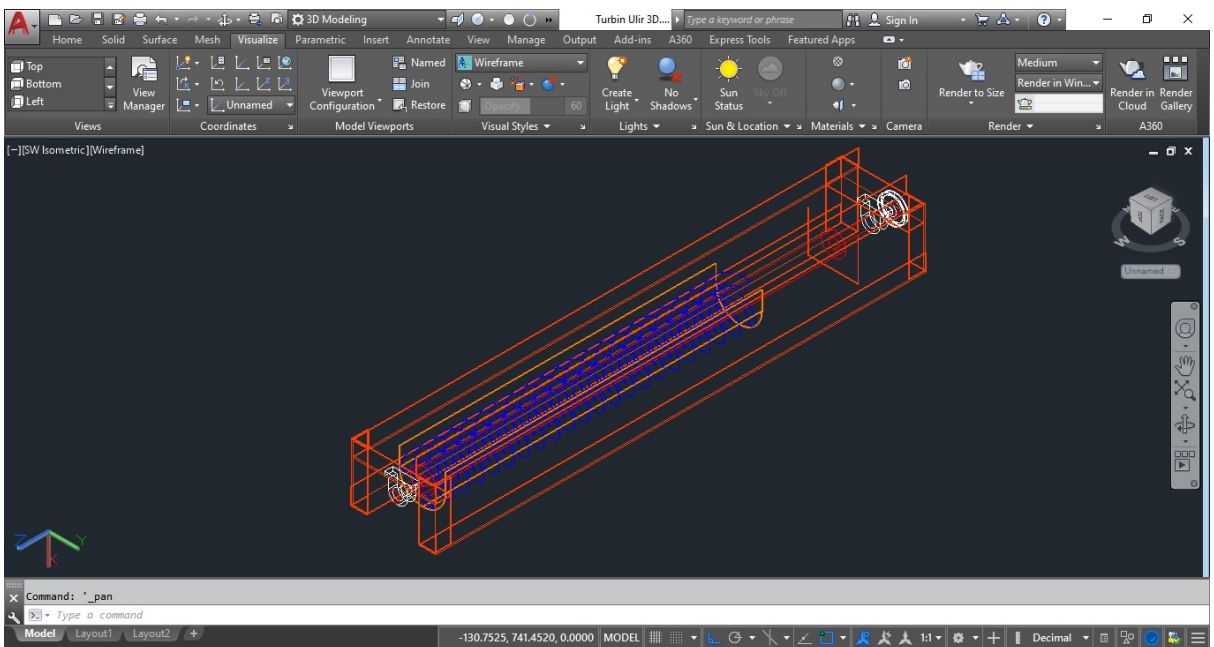 3D Modeling
Turbin Ulir 3D....
Type a keyword or phrase
Sign In
Home Solid Surface Mesh Visualize Parametric Insert Annotate View Manage Output Add-ins A360 Express Tools Featured Apps
Top
Bottom
Left
View Manager
Views
Unnamed
Coordinates
Viewport Configuration
Named
Join
Restore
Model Viewports
Wireframe
Opacity 60
Visual Styles
Create Light
No Shadows
Lights
Sun Status
Sky Off
Sun & Location
Materials
Camera
Render to Size
Medium
Render in Win...
Render
Render in Cloud
Render Gallery
A360
[−][SW Isometric][Wireframe]
W
S
Unnamed
Z Y X
Command: '_pan
Type a command
Model Layout1 Layout2 +
-130.7525, 741.4520, 0.0000 MODEL 1:1 Decimal